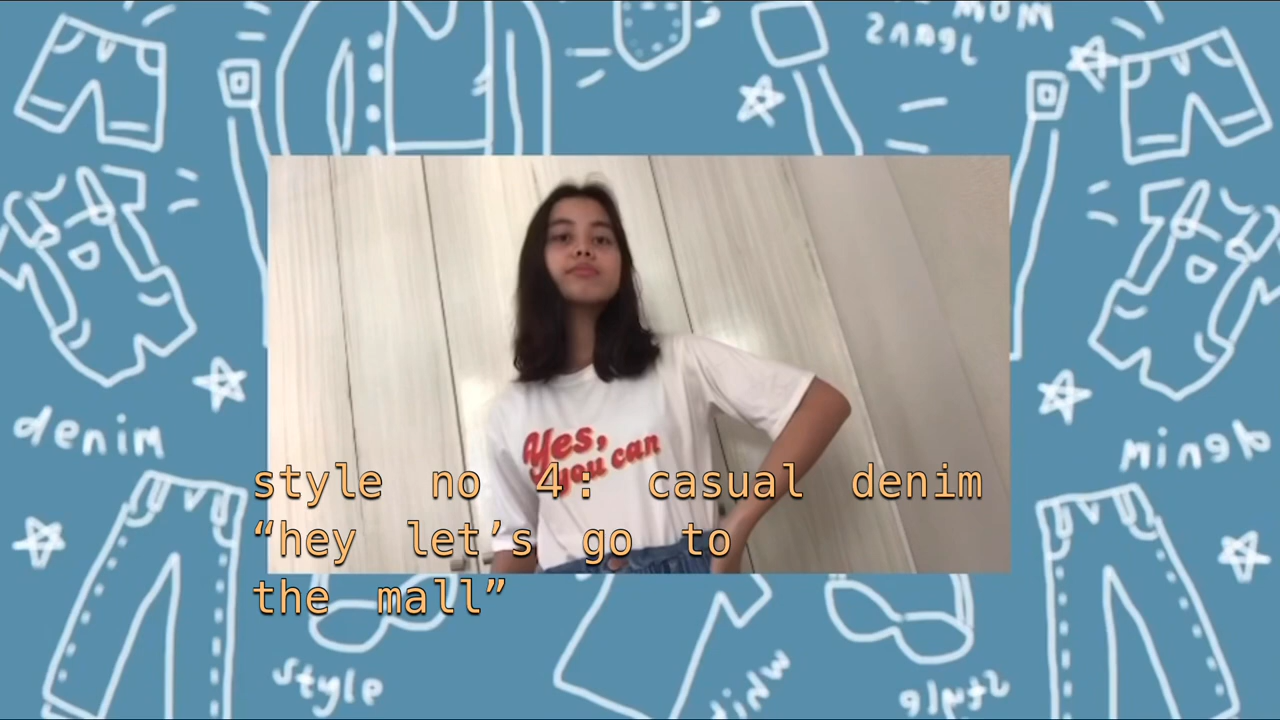 mom
jeans
denim
Yes,
you can
denim
style no 4: casual denim
“hey let’s go to
the mall”
style
style